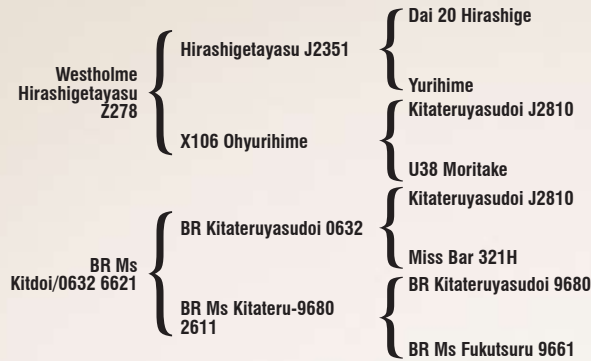 Dai 20 Hirashige
Hirashigetayasu J2351
Westholme
Hirashigetayasu
Z278
Yurihime
Kitateruyasudoi J2810
X106 Ohyurihime
U38 Moritake
Kitateruyasudoi J2810
BR Kitateruyasudoi 0632
BR Ms
Kitdoi/0632 6621
Miss Bar 321H
BR Kitateruyasudoi 9680
BR Ms Kitateru-9680
2611
BR Ms Fukutsuru 9661